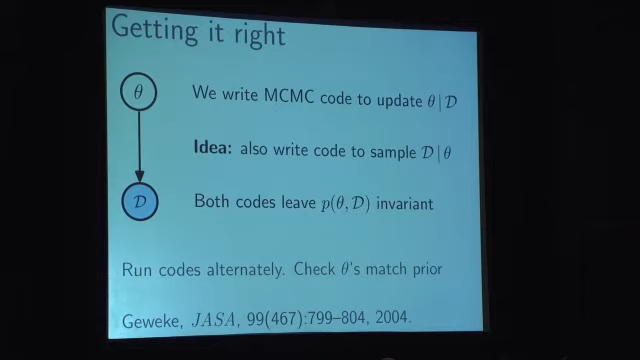 Getting it right
θ
We write MCMC code to update θ | 𝒟
Idea: also write code to sample 𝒟 | θ
𝒟
Both codes leave p(θ, 𝒟) invariant
Run codes alternately. Check θ's match prior
Geweke, JASA, 99(467):799–804, 2004.